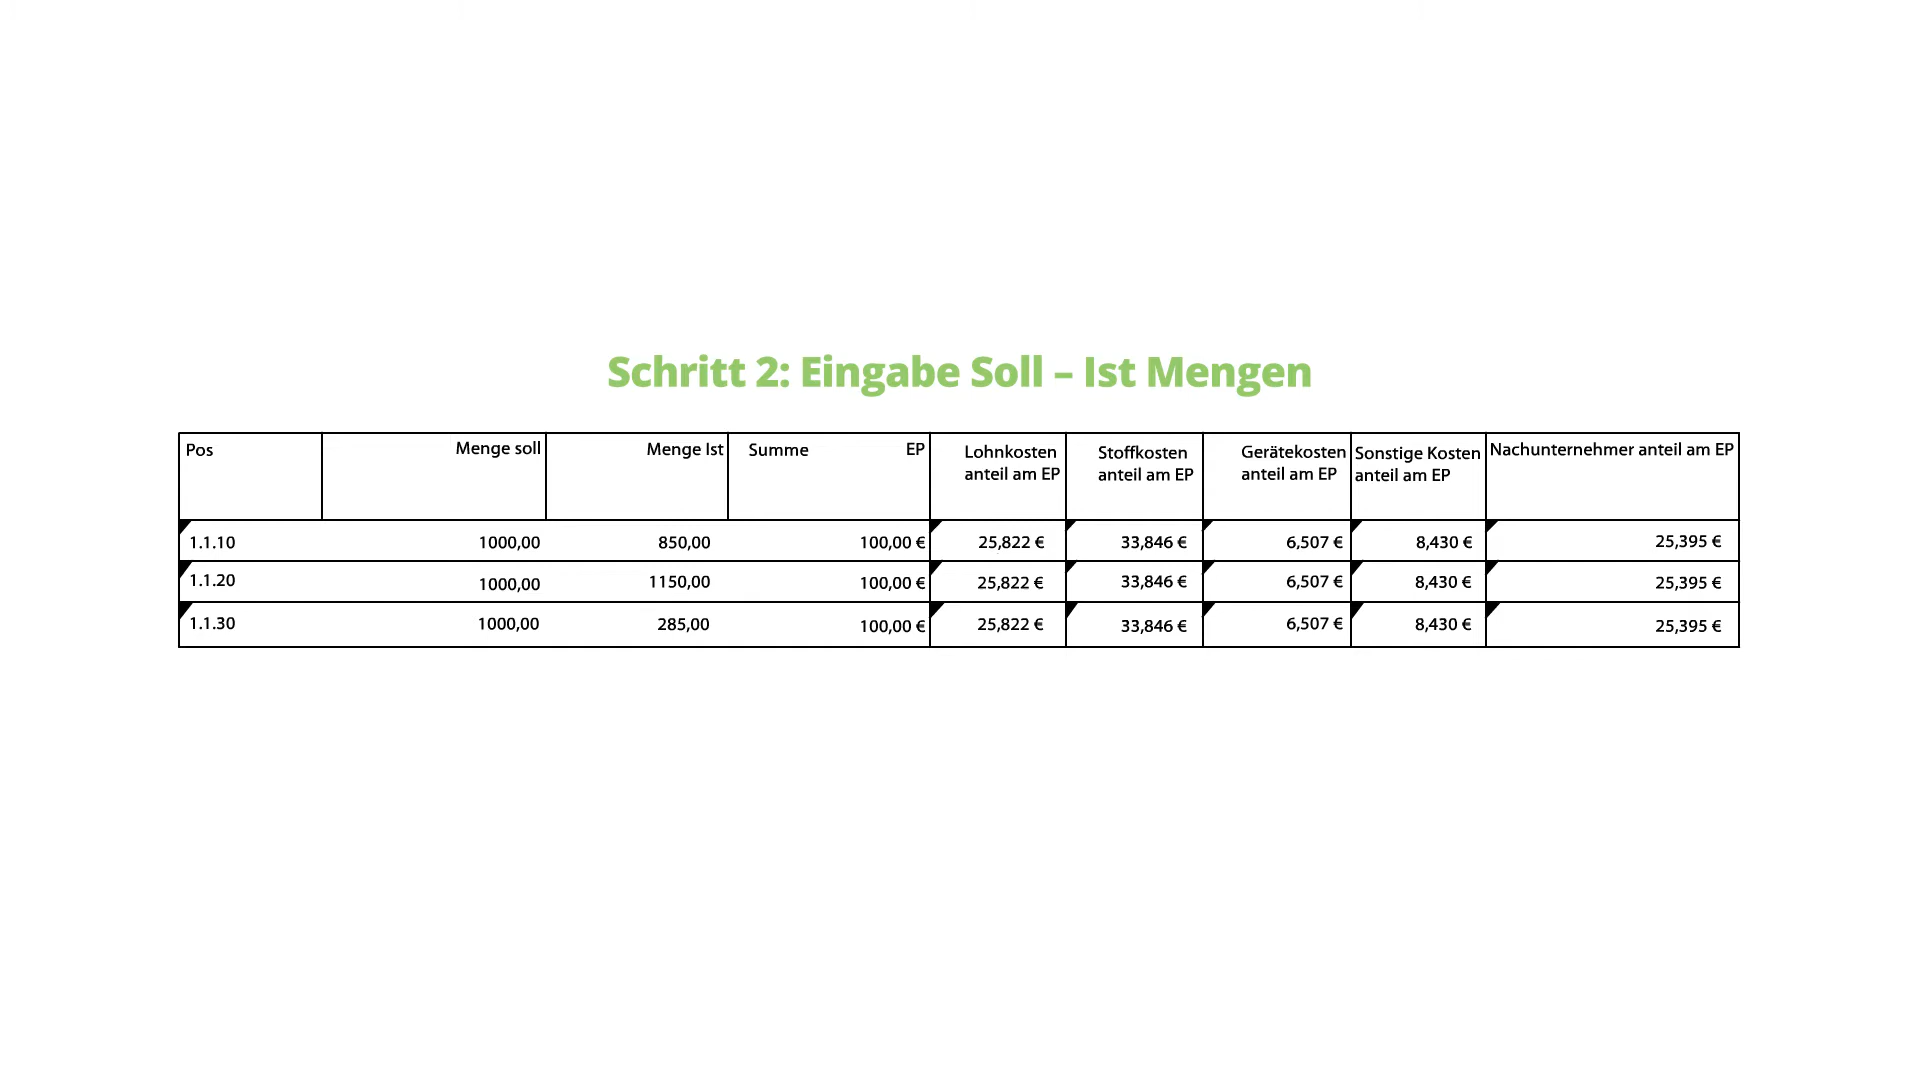 Schritt 2: Eingabe Soll – Ist Mengen
Pos Menge soll Menge Ist Summe EP Lohnkosten anteil am EP Stoffkosten anteil am EP Gerätekosten anteil am EP Sonstige Kosten anteil am EP Nachunternehmer anteil am EP
1.1.10 1000,00 850,00 100,00 € 25,822 € 33,846 € 6,507 € 8,430 € 25,395 €
1.1.20 1000,00 1150,00 100,00 € 25,822 € 33,846 € 6,507 € 8,430 € 25,395 €
1.1.30 1000,00 285,00 100,00 € 25,822 € 33,846 € 6,507 € 8,430 € 25,395 €